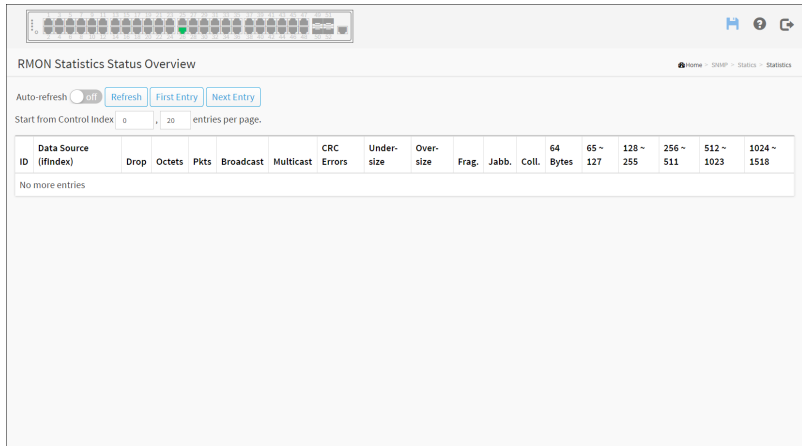 RMON Statistics Status Overview
Home > SNMP > Statics > Statistics
Auto-refresh off Refresh First Entry Next Entry
Start from Control Index 0 , 20 entries per page.
ID Data Source (ifIndex) Drop Octets Pkts Broadcast Multicast CRC Errors Under-size Over-size Frag. Jabb. Coll. 64 Bytes 65 ~ 127 128 ~ 255 256 ~ 511 512 ~ 1023 1024 ~ 1518
No more entries